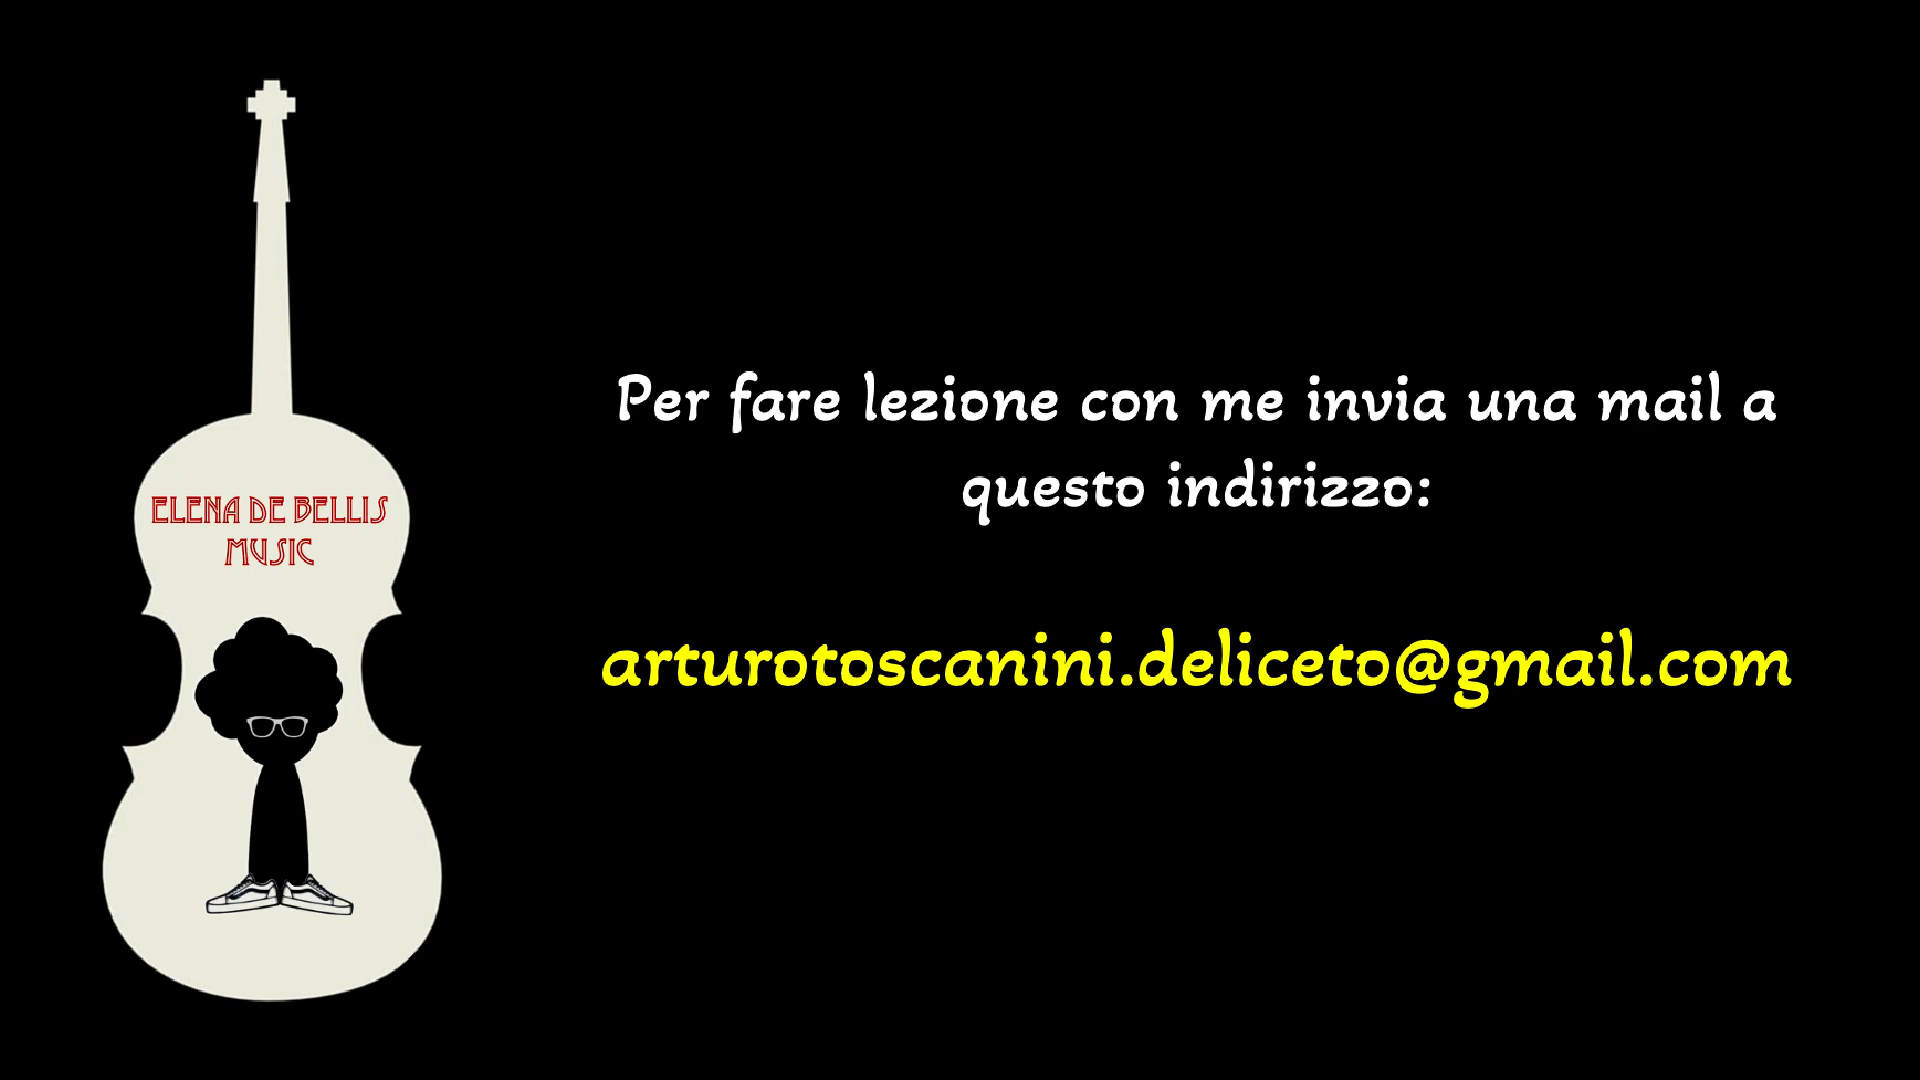 ELENA DE BELLIS
MUSIC
Per fare lezione con me invia una mail a
questo indirizzo:
arturotoscanini.deliceto@gmail.com